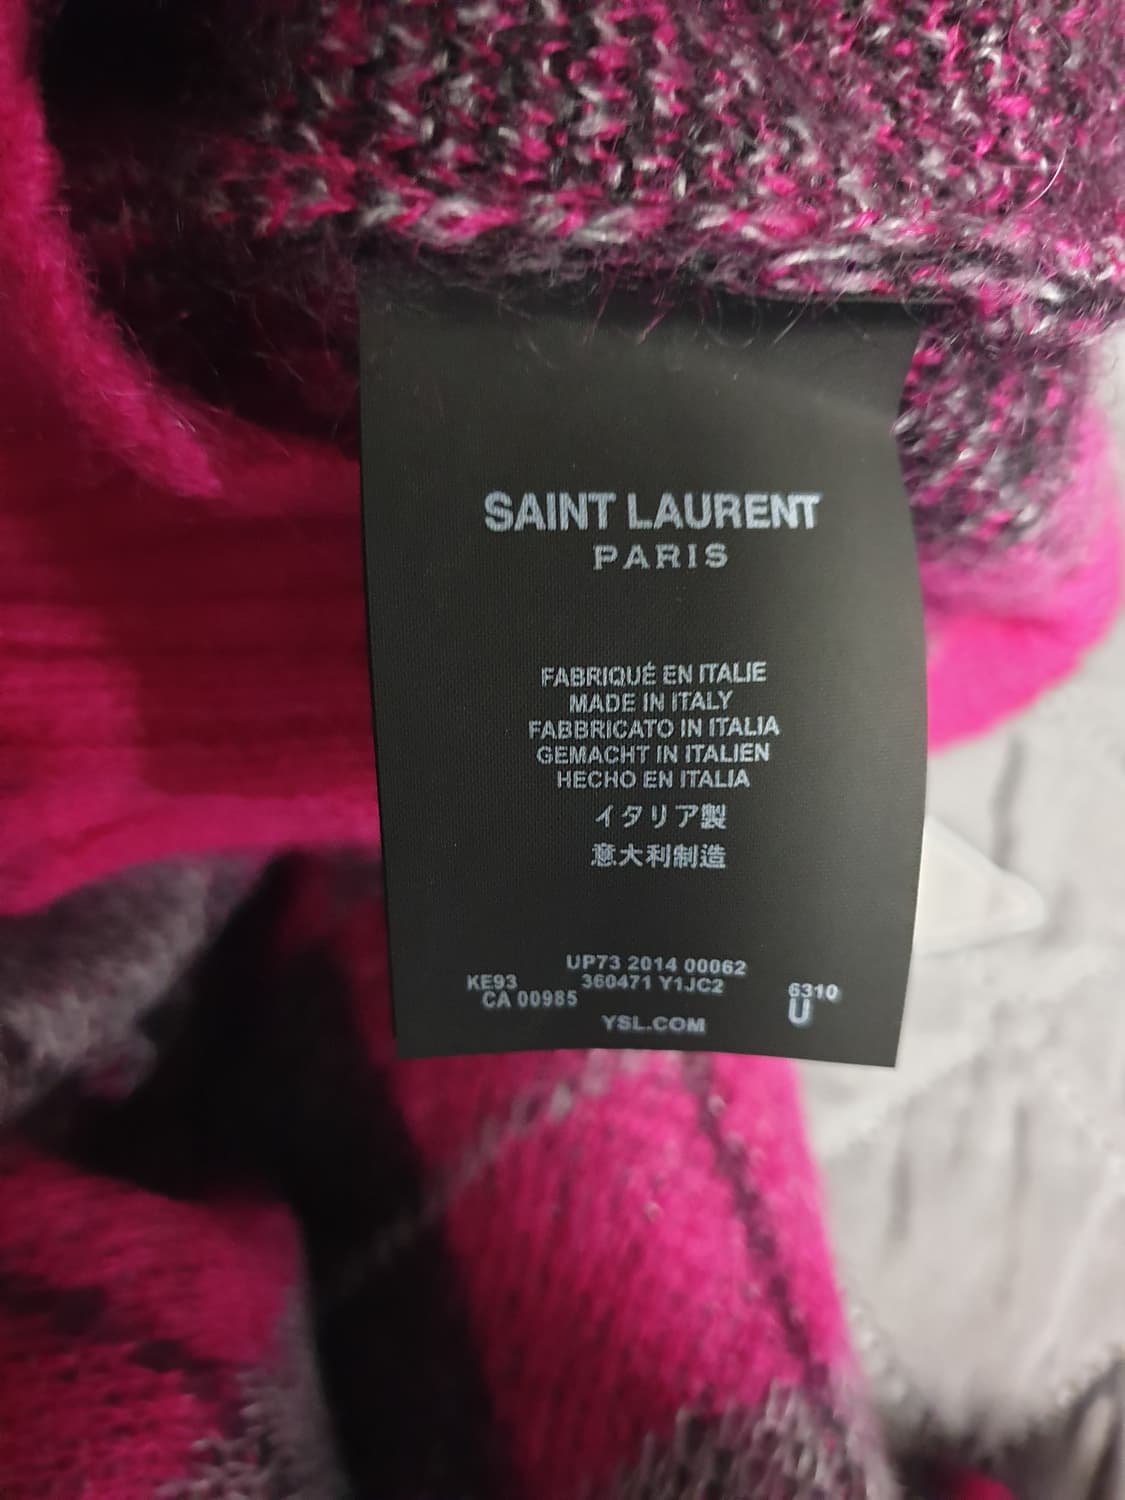 SAINT LAURENT
PARIS
FABRIQUÉ EN ITALIE
MADE IN ITALY
FABBRICATO IN ITALIA
GEMACHT IN ITALIEN
HECHO EN ITALIA
イタリア製
意大利制造
UP73 2014 00062
KE93 360471 Y1JC2 6310
CA 00985 U
YSL.COM